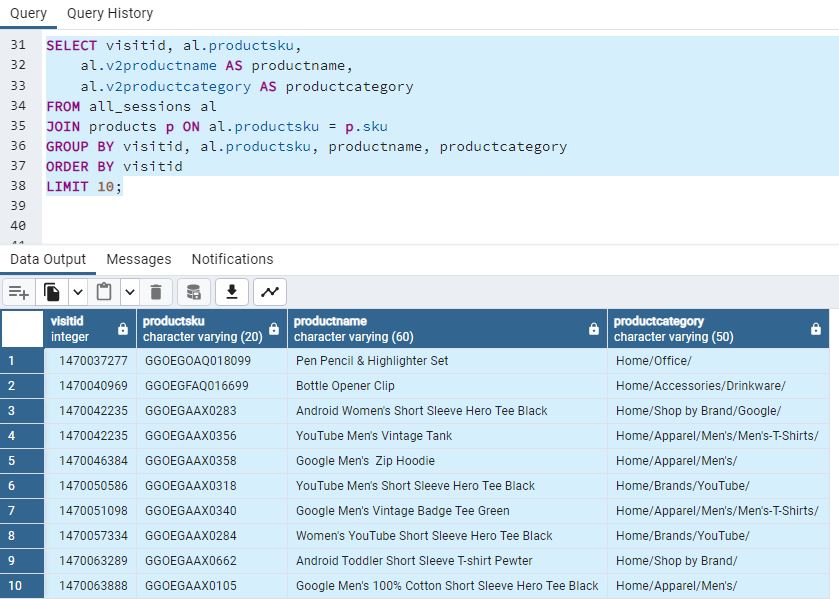 Query Query History
31 SELECT visitid, al.productsku,
32 al.v2productname AS productname,
33 al.v2productcategory AS productcategory
34 FROM all_sessions al
35 JOIN products p ON al.productsku = p.sku
36 GROUP BY visitid, al.productsku, productname, productcategory
37 ORDER BY visitid
38 LIMIT 10;
39
40
Data Output Messages Notifications
visitid productsku productname productcategory
integer character varying (20) character varying (60) character varying (50)
1 1470037277 GGOEGOAQ018099 Pen Pencil & Highlighter Set Home/Office/
2 1470040969 GGOEGFAQ016699 Bottle Opener Clip Home/Accessories/Drinkware/
3 1470042235 GGOEGAAX0283 Android Women's Short Sleeve Hero Tee Black Home/Shop by Brand/Google/
4 1470042235 GGOEGAAX0356 YouTube Men's Vintage Tank Home/Apparel/Men's/Men's-T-Shirts/
5 1470046384 GGOEGAAX0358 Google Men's  Zip Hoodie Home/Apparel/Men's/
6 1470050586 GGOEGAAX0318 YouTube Men's Short Sleeve Hero Tee Black Home/Brands/YouTube/
7 1470051098 GGOEGAAX0340 Google Men's Vintage Badge Tee Green Home/Apparel/Men's/Men's-T-Shirts/
8 1470057334 GGOEGAAX0284 Women's YouTube Short Sleeve Hero Tee Black Home/Brands/YouTube/
9 1470063289 GGOEGAAX0662 Android Toddler Short Sleeve T-shirt Pewter Home/Shop by Brand/
10 1470063888 GGOEGAAX0105 Google Men's 100% Cotton Short Sleeve Hero Tee Black Home/Apparel/Men's/